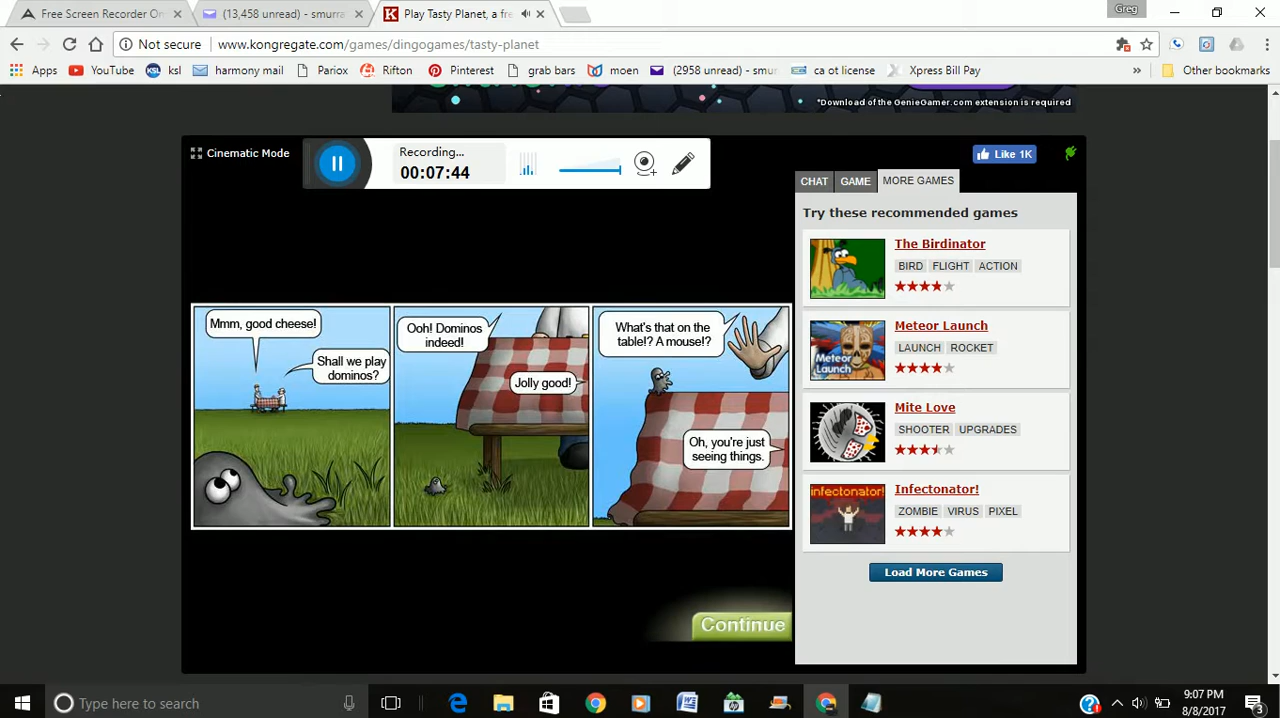 Free Screen Recorder On
(13,458 unread) - smurra
Play Tasty Planet, a fre
Greg
Not secure
www.kongregate.com/games/dingogames/tasty-planet
Apps
YouTube
ksl
harmony mail
Pariox
Rifton
Pinterest
grab bars
moen
(2958 unread) - smur
ca ot license
Xpress Bill Pay
»
Other bookmarks
*Download of the GenieGamer.com extension is required
Cinematic Mode
Recording...
00:07:44
Like 1K
CHAT
GAME
MORE GAMES
Try these recommended games
The Birdinator
BIRD FLIGHT ACTION
Meteor Launch
LAUNCH ROCKET
Meteor
Launch
Mite Love
SHOOTER UPGRADES
Infectonator!
infectonator!
ZOMBIE VIRUS PIXEL
Load More Games
Mmm, good cheese!
Shall we play
dominos?
Ooh! Dominos
indeed!
Jolly good!
What's that on the
table!? A mouse!?
Oh, you're just
seeing things.
Continue
Type here to search
9:07 PM
8/8/2017
3